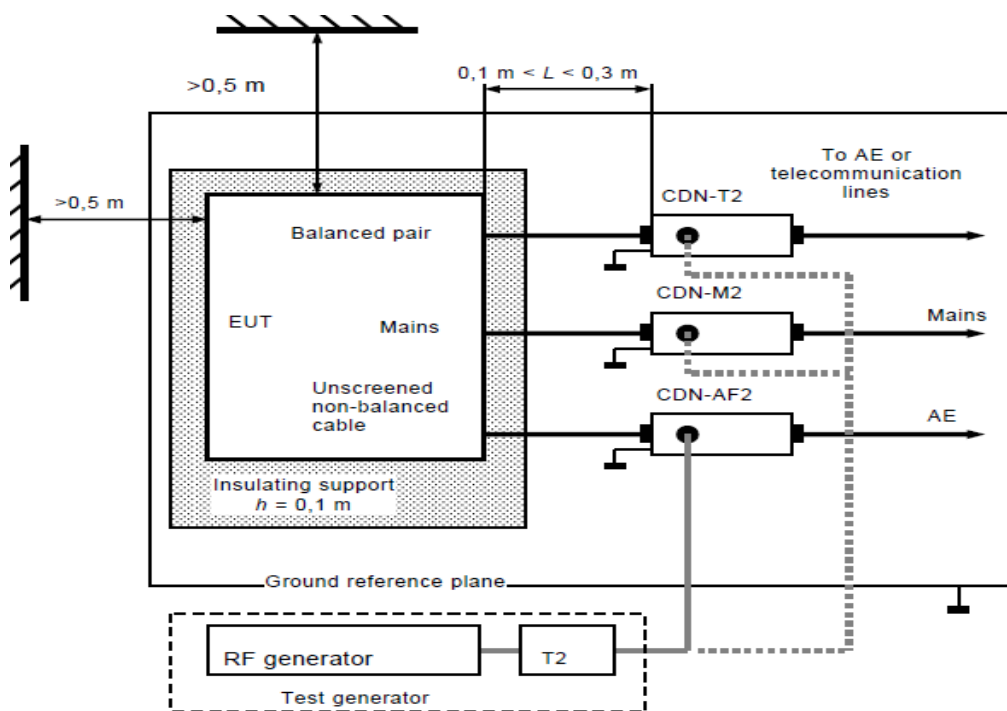 >0,5 m
0,1 m < L < 0,3 m
>0,5 m
To AE or
telecommunication
lines
CDN-T2
Balanced pair
CDN-M2
EUT
Mains
Mains
Unscreened
non-balanced
cable
CDN-AF2
AE
Insulating support
h = 0,1 m
Ground reference plane
RF generator
T2
Test generator